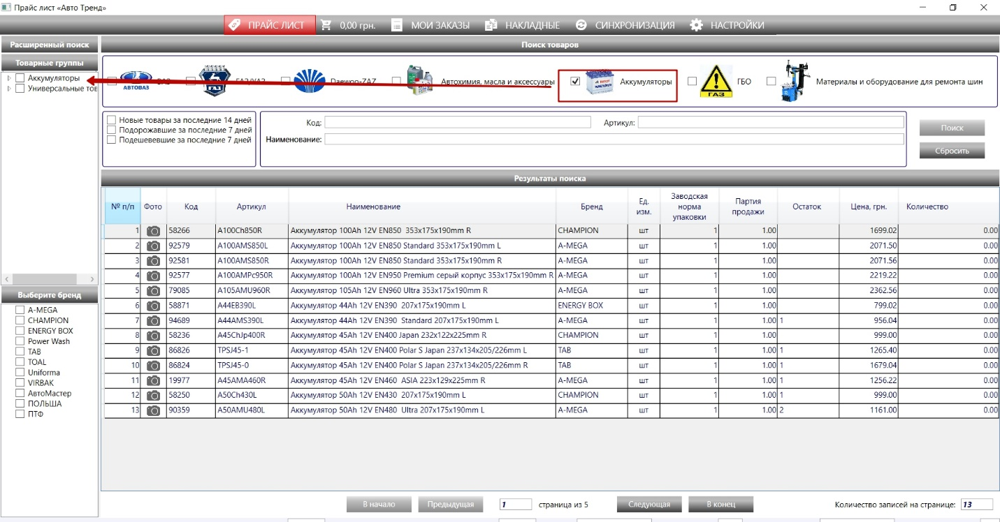 Прайс лист «Авто Тренд»
ПРАЙС ЛИСТ 0,00 грн. МОИ ЗАКАЗЫ НАКЛАДНЫЕ СИНХРОНИЗАЦИЯ НАСТРОЙКИ
Расширенный поиск
Поиск товаров
Товарные группы
Аккумуляторы
Универсальные тов
АВТОВАЗ
ГАЗ
Автохимия, масла и аксессуары
Аккумуляторы
ГАЗ
ГБО
Материалы и оборудование для ремонта шин
Новые товары за последние 14 дней
Подорожавшие за последние 7 дней
Подешевевшие за последние 7 дней
Код:
Артикул:
Наименование:
Поиск
Сбросить
Результаты поиска
№ п/п Фото Код Артикул Наименование Бренд Ед. изм. Заводская норма упаковки Партия продажи Остаток Цена, грн. Количество
1 58266 A100Ch850R Аккумулятор 100Ah 12V EN850 353x175x190mm R CHAMPION шт 1 1.00 1699.02 0.00
2 92579 A100AMS850L Аккумулятор 100Ah 12V EN850 Standard 353x175x190mm L A-MEGA шт 1 1.00 2071.50 0.00
3 92581 A100AMS850R Аккумулятор 100Ah 12V EN850 Standard 353x175x190mm R A-MEGA шт 1 1.00 2071.56 0.00
4 92577 A100AMPc950R Аккумулятор 100Ah 12V EN950 Premium серый корпус 353x175x190mm R A-MEGA шт 1 1.00 2219.22 0.00
5 79085 A105AMU960R Аккумулятор 105Ah 12V EN960 Ultra 353x175x190mm R A-MEGA шт 1 1.00 2362.56 0.00
6 58871 A44EB390L Аккумулятор 44Ah 12V EN390 207x175x190mm L ENERGY BOX шт 1 1.00 799.02 0.00
7 94689 A44AMS390L Аккумулятор 44Ah 12V EN390 Standard 207x175x190mm L A-MEGA шт 1 1.00 1 956.04 0.00
8 58236 A45ChJp400R Аккумулятор 45Ah 12V EN400 Japan 232x122x225mm R CHAMPION шт 1 1.00 999.00 0.00
9 86826 TPSJ45-1 Аккумулятор 45Ah 12V EN400 Polar S Japan 237x134x205/226mm L TAB шт 1 1.00 1 1265.40 0.00
10 86824 TPSJ45-0 Аккумулятор 45Ah 12V EN400 Polar S Japan 237x134x205/226mm R TAB шт 1 1.00 1 1679.04 0.00
11 19977 A45AMA460R Аккумулятор 45Ah 12V EN460 ASIA 223x129x225mm R A-MEGA шт 1 1.00 1 1256.22 0.00
12 58250 A50Ch430L Аккумулятор 50Ah 12V EN430 207x175x190mm L CHAMPION шт 1 1.00 1 999.00 0.00
13 90359 A50AMU480L Аккумулятор 50Ah 12V EN480 Ultra 207x175x190mm L A-MEGA шт 1 1.00 2 1161.00 0.00
Выберите бренд
A-MEGA
CHAMPION
ENERGY BOX
Power Wash
TAB
TOAL
Uniforma
VIRBAK
АвтоМастер
ПОЛЬША
ПТФ
В начало Предыдущая 1 страница из 5 Следующая В конец Количество записей на странице: 13